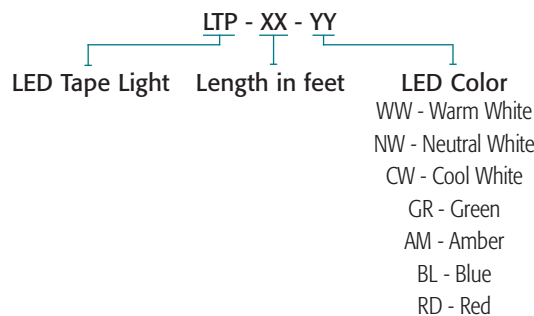 LTP - XX - YY
LED Tape Light Length in feet LED Color
WW - Warm White
NW - Neutral White
CW - Cool White
GR - Green
AM - Amber
BL - Blue
RD - Red